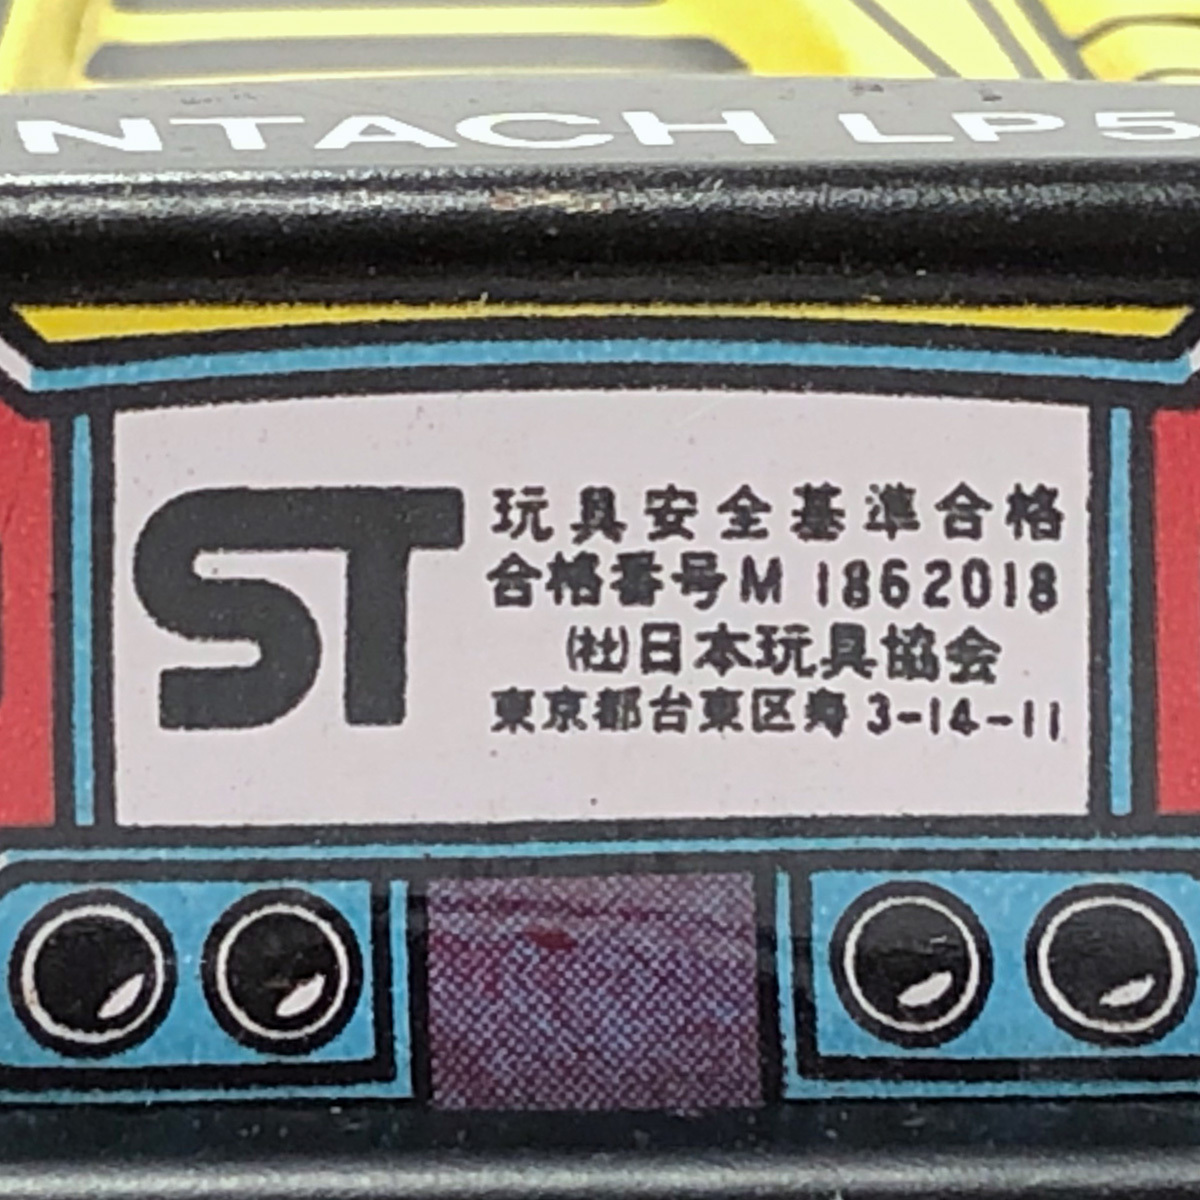 NTACH LP5
ST
玩具安全基準合格
合格番号M 1862018
㈳日本玩具協会
東京都台東区寿3-14-11